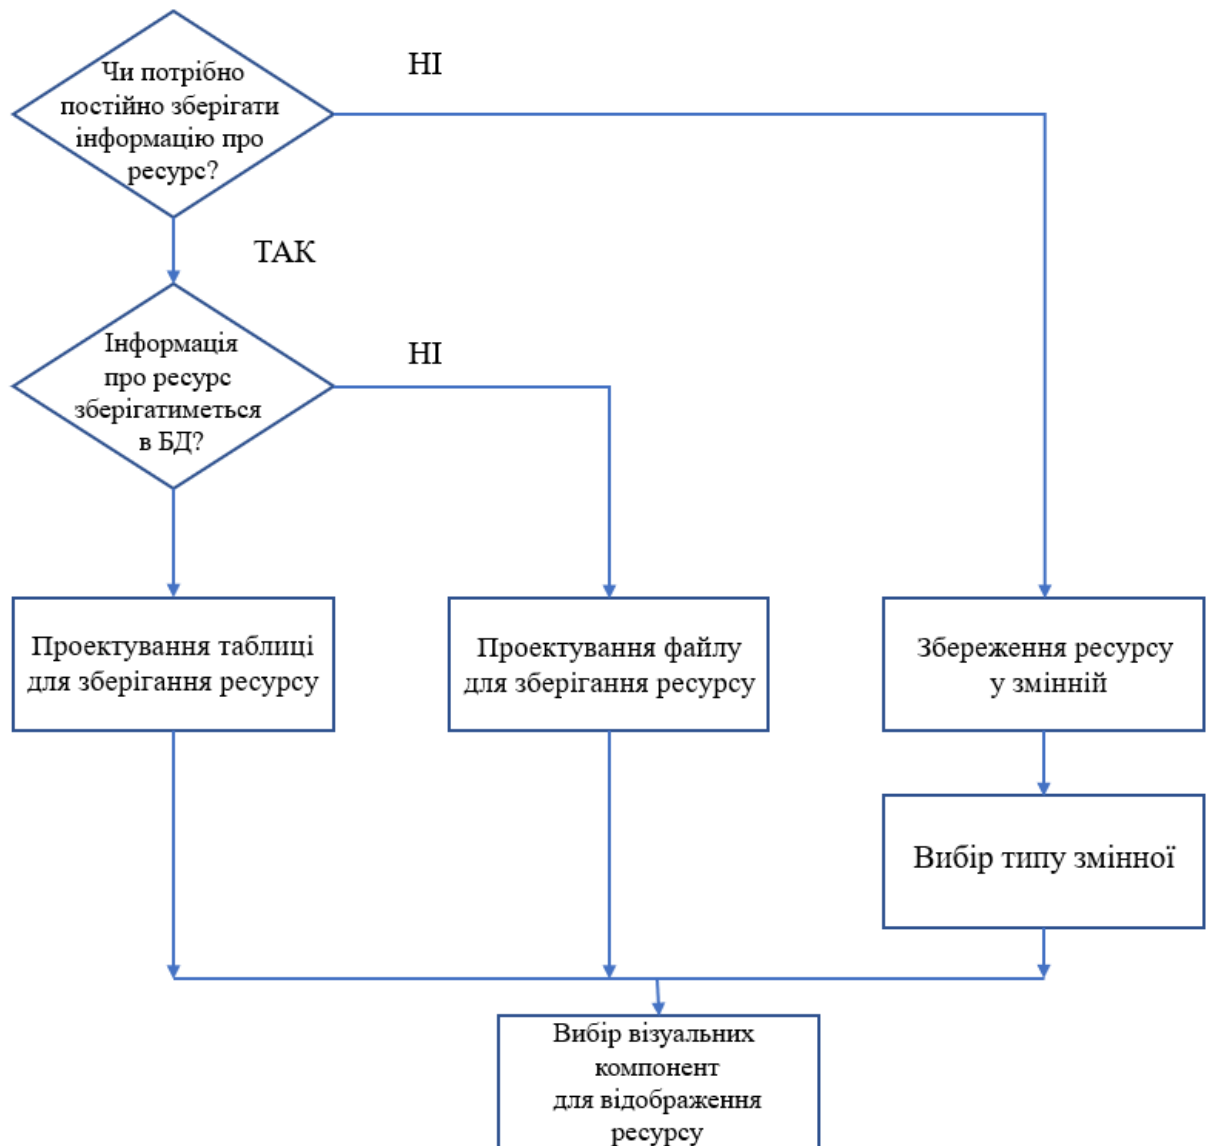 Чи потрібно
постійно зберігати
інформацію про
ресурс?
НІ
ТАК
Інформація
про ресурс
зберігатиметься
в БД?
НІ
Проектування таблиці
для зберігання ресурсу
Проектування файлу
для зберігання ресурсу
Збереження ресурсу
у змінній
Вибір типу змінної
Вибір візуальних
компонент
для відображення
ресурсу